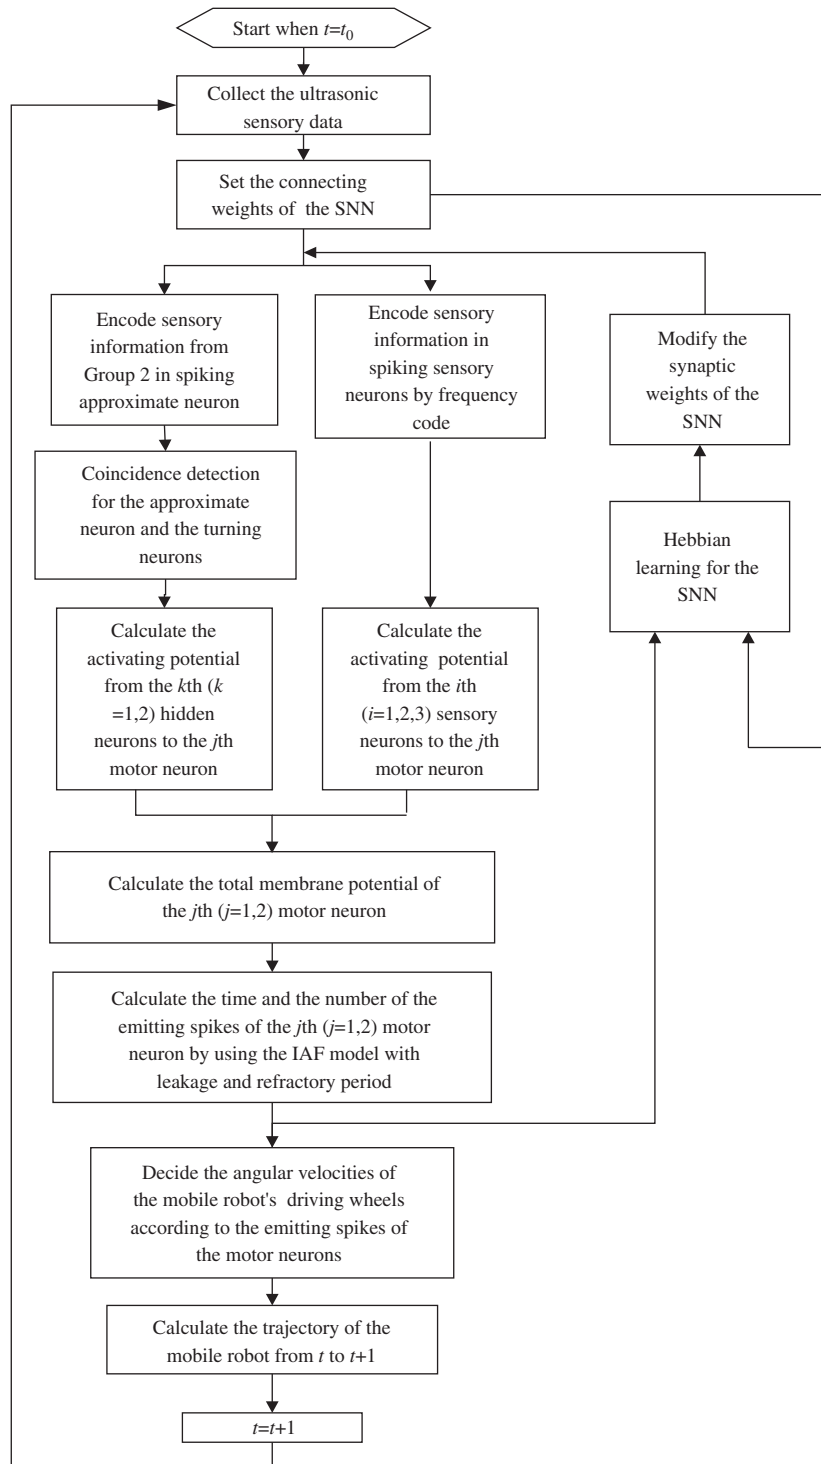 Start when t=t0
Collect the ultrasonic
sensory data
Set the connecting
weights of the SNN
Encode sensory
information from
Group 2 in spiking
approximate neuron
Encode sensory
information in
spiking sensory
neurons by frequency
code
Modify the
synaptic
weights of the
SNN
Coincidence detection
for the approximate
neuron and the turning
neurons
Hebbian
learning for the
SNN
Calculate the
activating potential
from the kth (k
=1,2) hidden
neurons to the jth
motor neuron
Calculate the
activating potential
from the ith
(i=1,2,3) sensory
neurons to the jth
motor neuron
Calculate the total membrane potential of
the jth (j=1,2) motor neuron
Calculate the time and the number of the
emitting spikes of the jth (j=1,2) motor
neuron by using the IAF model with
leakage and refractory period
Decide the angular velocities of
the mobile robot's driving wheels
according to the emitting spikes of
the motor neurons
Calculate the trajectory of the
mobile robot from t to t+1
t=t+1